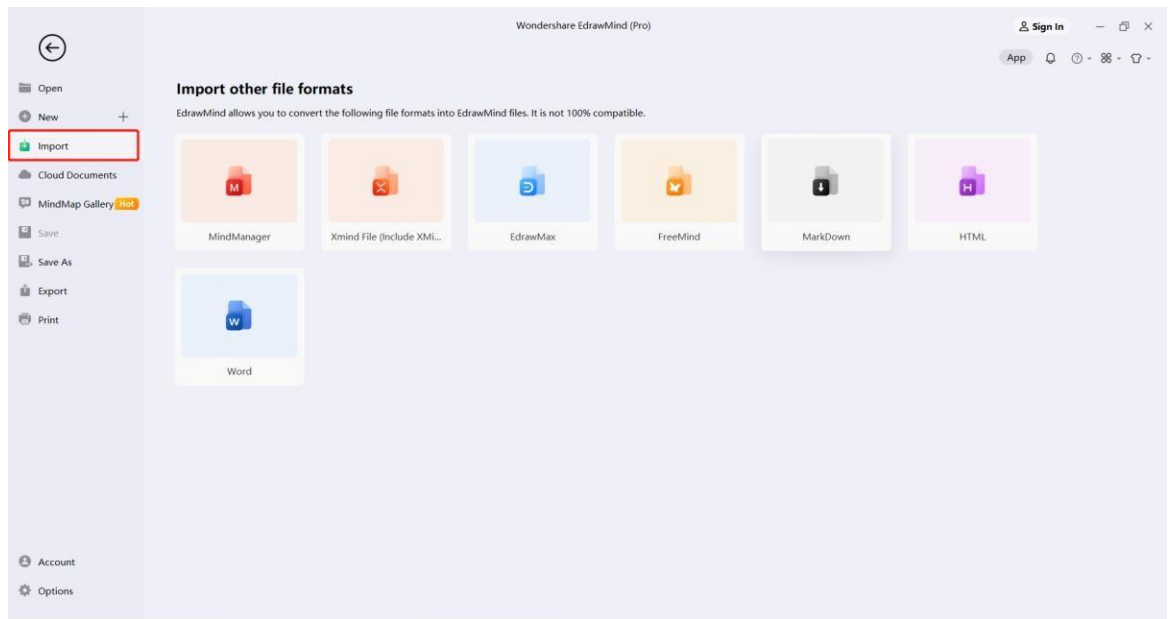 Wondershare EdrawMind (Pro)
Sign In
App
Open
New
Import
Cloud Documents
MindMap Gallery Hot
Save
Save As
Export
Print
Account
Options
Import other file formats
EdrawMind allows you to convert the following file formats into EdrawMind files. It is not 100% compatible.
M
MindManager
Xmind File (Include XMi...
EdrawMax
FreeMind
MarkDown
H
HTML
W
Word